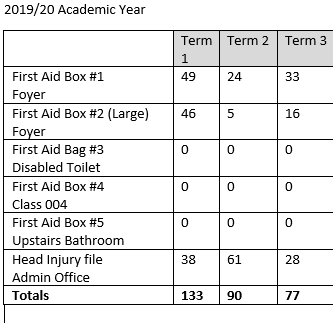 2019/20 Academic Year
Term 1 Term 2 Term 3
First Aid Box #1 Foyer 49 24 33
First Aid Box #2 (Large) Foyer 46 5 16
First Aid Bag #3 Disabled Toilet 0 0 0
First Aid Box #4 Class 004 0 0 0
First Aid Box #5 Upstairs Bathroom 0 0 0
Head Injury file Admin Office 38 61 28
Totals 133 90 77